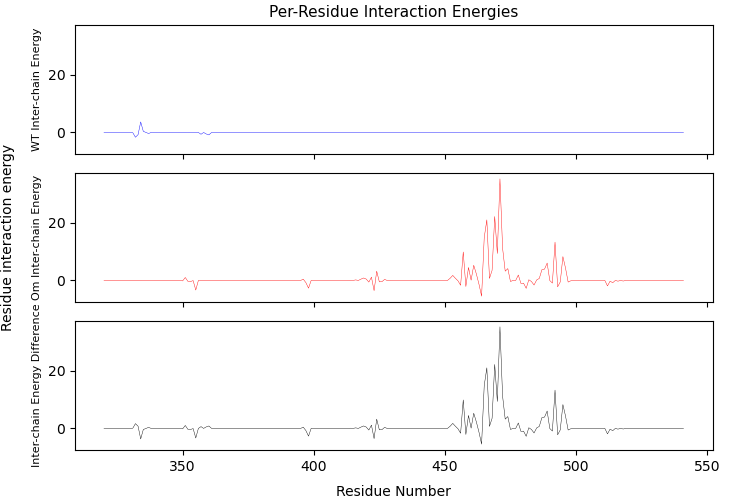 Per-Residue Interaction Energies
WT Inter-chain Energy
20
0
Residue interaction energy
Om Inter-chain Energy
20
0
Inter-chain Energy Difference
20
0
350
400
450
500
550
Residue Number